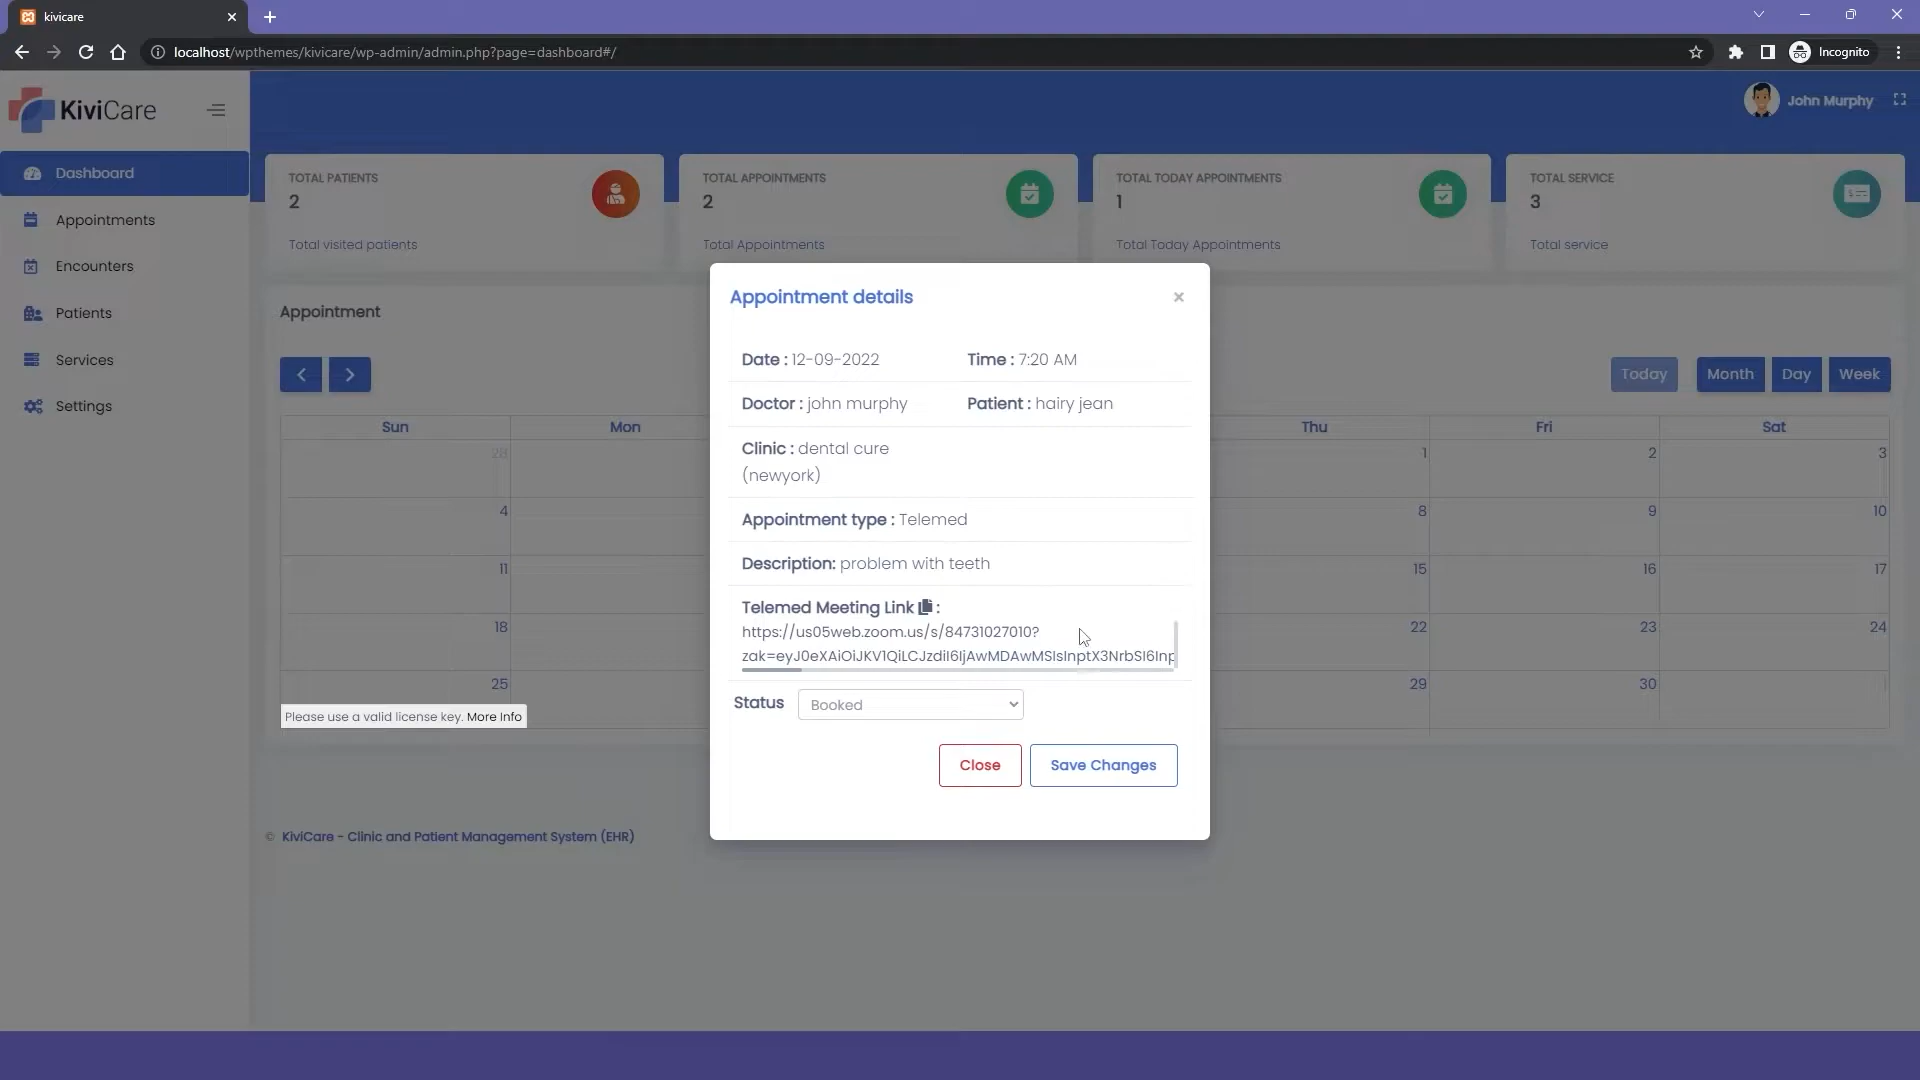 kivicare
localhost/wpthemes/kivicare/wp-admin/admin.php?page=dashboard#/
Incognito
KiviCare
John Murphy
Dashboard
Appointments
Encounters
Patients
Services
Settings
TOTAL PATIENTS
2
Total visited patients
TOTAL APPOINTMENTS
2
Total Appointments
TOTAL TODAY APPOINTMENTS
1
Total Today Appointments
TOTAL SERVICE
3
Total service
Appointment
Today Month Day Week
Sun Mon Thu Fri Sat
28 1 2 3
4 8 9 10
11 15 16 17
18 22 23 24
25 29 30 1
Please use a valid license key. More Info
Appointment details
Date : 12-09-2022 Time : 7:20 AM
Doctor : john murphy Patient : hairy jean
Clinic : dental cure
(newyork)
Appointment type : Telemed
Description: problem with teeth
Telemed Meeting Link :
https://us05web.zoom.us/s/84731027010?
zak=eyJ0eXAiOiJKV1QiLCJzdiI6IjAwMDAwMSIsInptX3NrbSI6Inp
Status Booked
Close Save Changes
© KiviCare - Clinic and Patient Management System (EHR)